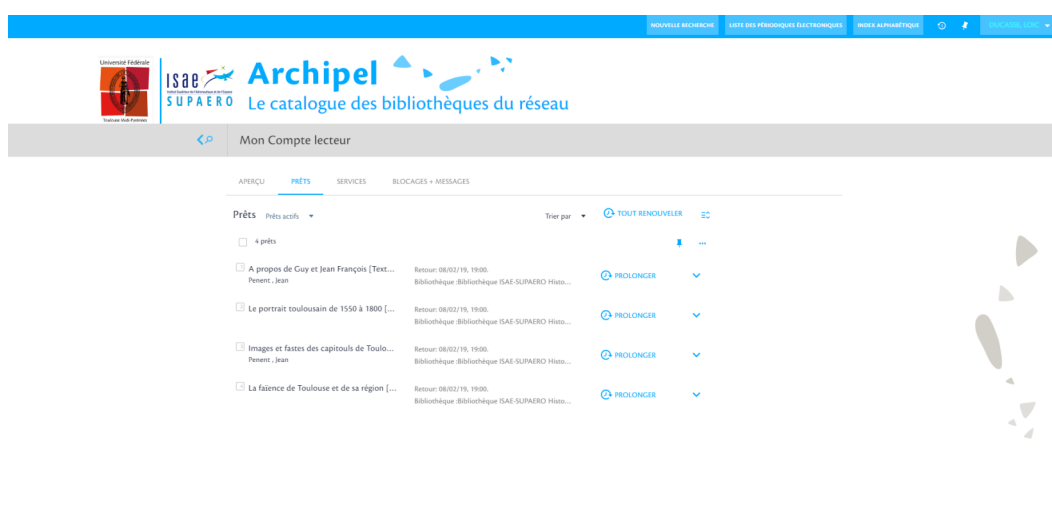 NOUVELLE RECHERCHE LISTE DES PÉRIODIQUES ÉLECTRONIQUES INDEX ALPHABÉTIQUE DUCASSE, LOIC
Université Fédérale
Toulouse Midi-Pyrénées
isae
SUPAERO
Archipel
Le catalogue des bibliothèques du réseau
Mon Compte lecteur
APERÇU PRÊTS SERVICES BLOCAGES + MESSAGES
Prêts Prêts actifs Trier par TOUT RENOUVELER
4 prêts
A propos de Guy et Jean François [Text... Retour: 08/02/19, 19:00. PROLONGER
Penent , Jean Bibliothèque :Bibliothèque ISAE-SUPAERO Histo...
Le portrait toulousain de 1550 à 1800 [... Retour: 08/02/19, 19:00. PROLONGER
Bibliothèque :Bibliothèque ISAE-SUPAERO Histo...
Images et fastes des capitouls de Toulo... Retour: 08/02/19, 19:00. PROLONGER
Penent , Jean Bibliothèque :Bibliothèque ISAE-SUPAERO Histo...
La faïence de Toulouse et de sa région [... Retour: 08/02/19, 19:00. PROLONGER
Bibliothèque :Bibliothèque ISAE-SUPAERO Histo...